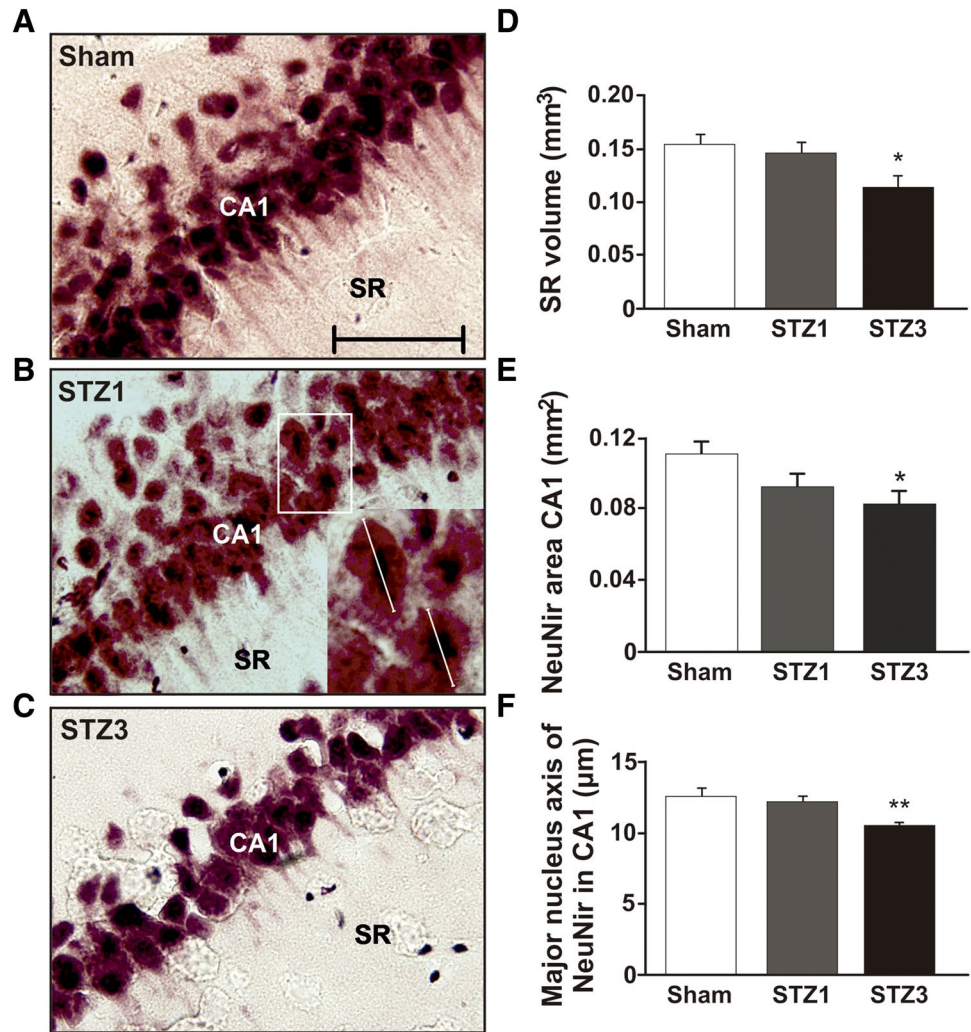 A
Sham
CA1
SR
B
STZ1
CA1
SR
C
STZ3
CA1
SR
D
SR volume (mm³)
0.20
0.15
0.10
0.05
0
*
Sham STZ1 STZ3
E
NeuNir area CA1 (mm²)
0.12
0.08
0.04
0
*
Sham STZ1 STZ3
F
Major nucleus axis of
NeuNir in CA1 (µm)
15
10
5
0
**
Sham STZ1 STZ3